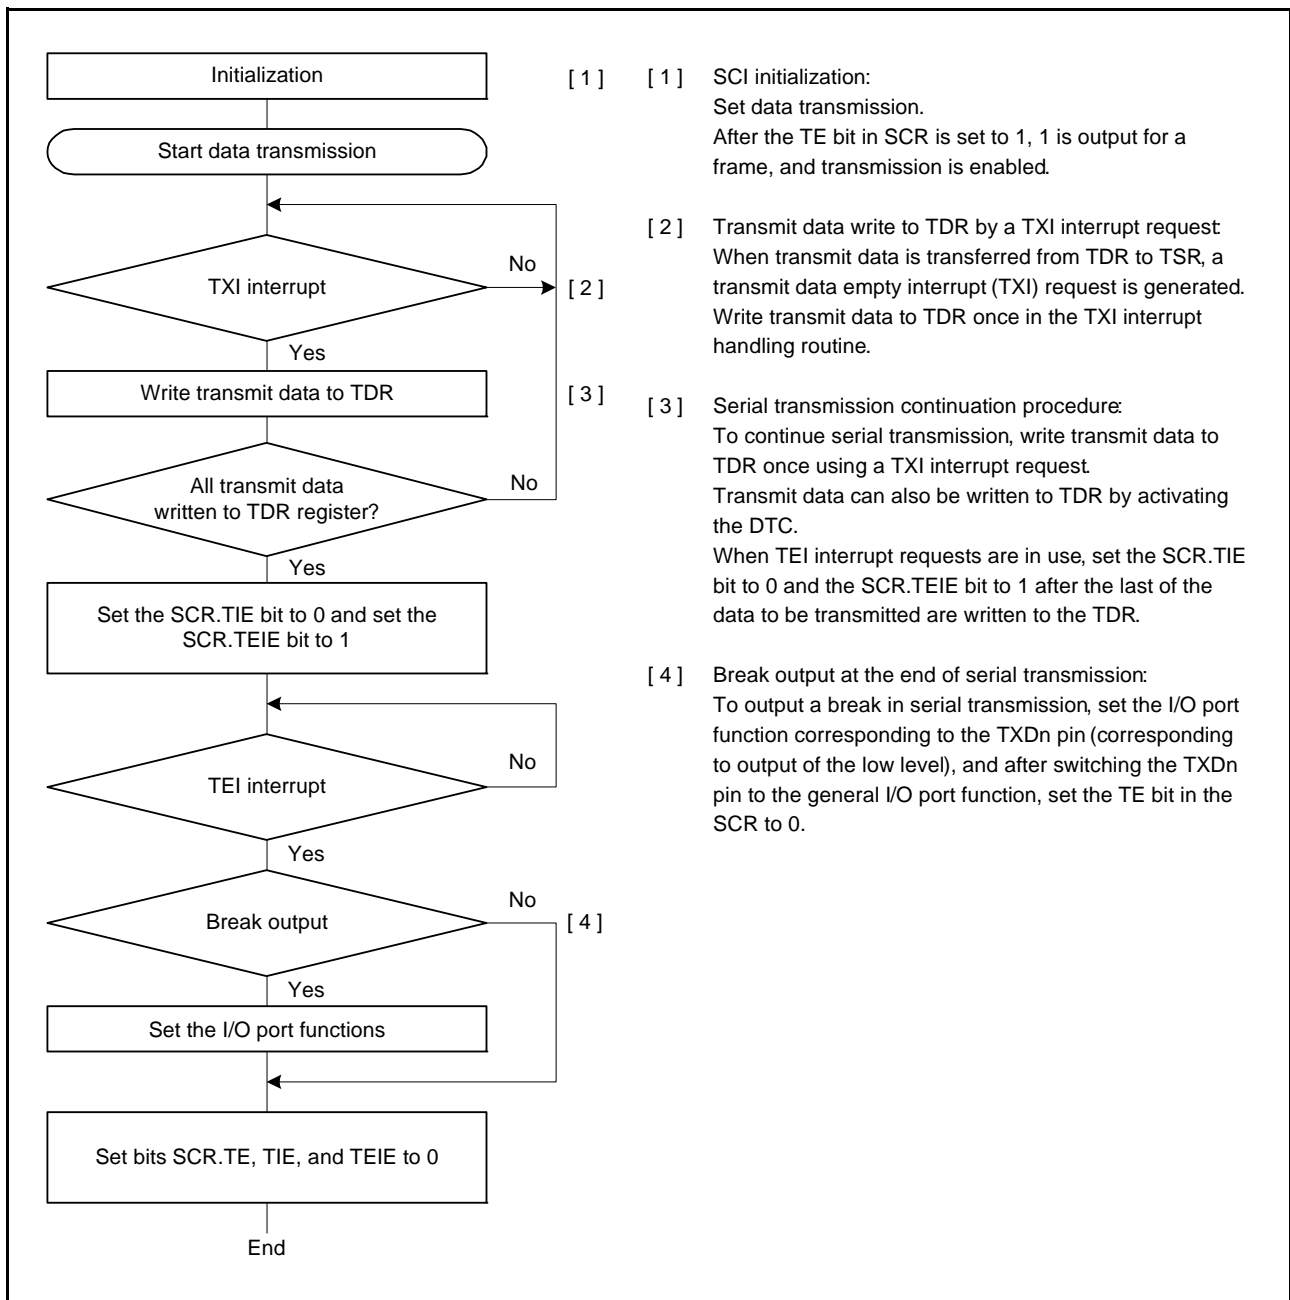 Initialization
[ 1 ]
Start data transmission
TXI interrupt
No
[ 2 ]
Yes
Write transmit data to TDR
[ 3 ]
All transmit data
written to TDR register?
No
Yes
Set the SCR.TIE bit to 0 and set the
SCR.TEIE bit to 1
TEI interrupt
No
Yes
Break output
No
[ 4 ]
Yes
Set the I/O port functions
Set bits SCR.TE, TIE, and TEIE to 0
End
[ 1 ] SCI initialization:
Set data transmission.
After the TE bit in SCR is set to 1, 1 is output for a
frame, and transmission is enabled.
[ 2 ] Transmit data write to TDR by a TXI interrupt request:
When transmit data is transferred from TDR to TSR, a
transmit data empty interrupt (TXI) request is generated.
Write transmit data to TDR once in the TXI interrupt
handling routine.
[ 3 ] Serial transmission continuation procedure:
To continue serial transmission, write transmit data to
TDR once using a TXI interrupt request.
Transmit data can also be written to TDR by activating
the DTC.
When TEI interrupt requests are in use, set the SCR.TIE
bit to 0 and the SCR.TEIE bit to 1 after the last of the
data to be transmitted are written to the TDR.
[ 4 ] Break output at the end of serial transmission:
To output a break in serial transmission, set the I/O port
function corresponding to the TXDn pin (corresponding
to output of the low level), and after switching the TXDn
pin to the general I/O port function, set the TE bit in the
SCR to 0.